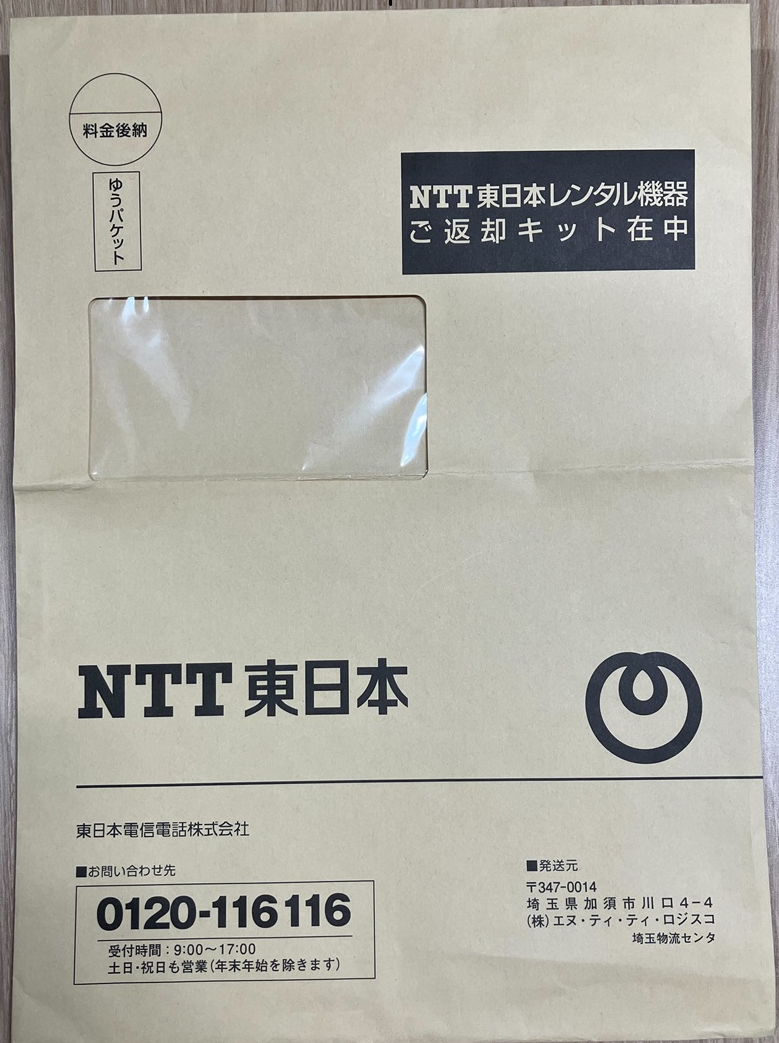 料金後納
ゆうパケット
NTT東日本レンタル機器
ご返却キット在中
NTT東日本
東日本電信電話株式会社
■お問い合わせ先
0120-116116
受付時間：9:00～17:00
土日・祝日も営業(年末年始を除きます)
■発送元
〒347-0014
埼玉県加須市川口4-4
(株)エヌ・ティ・ティ・ロジスコ
埼玉物流センタ